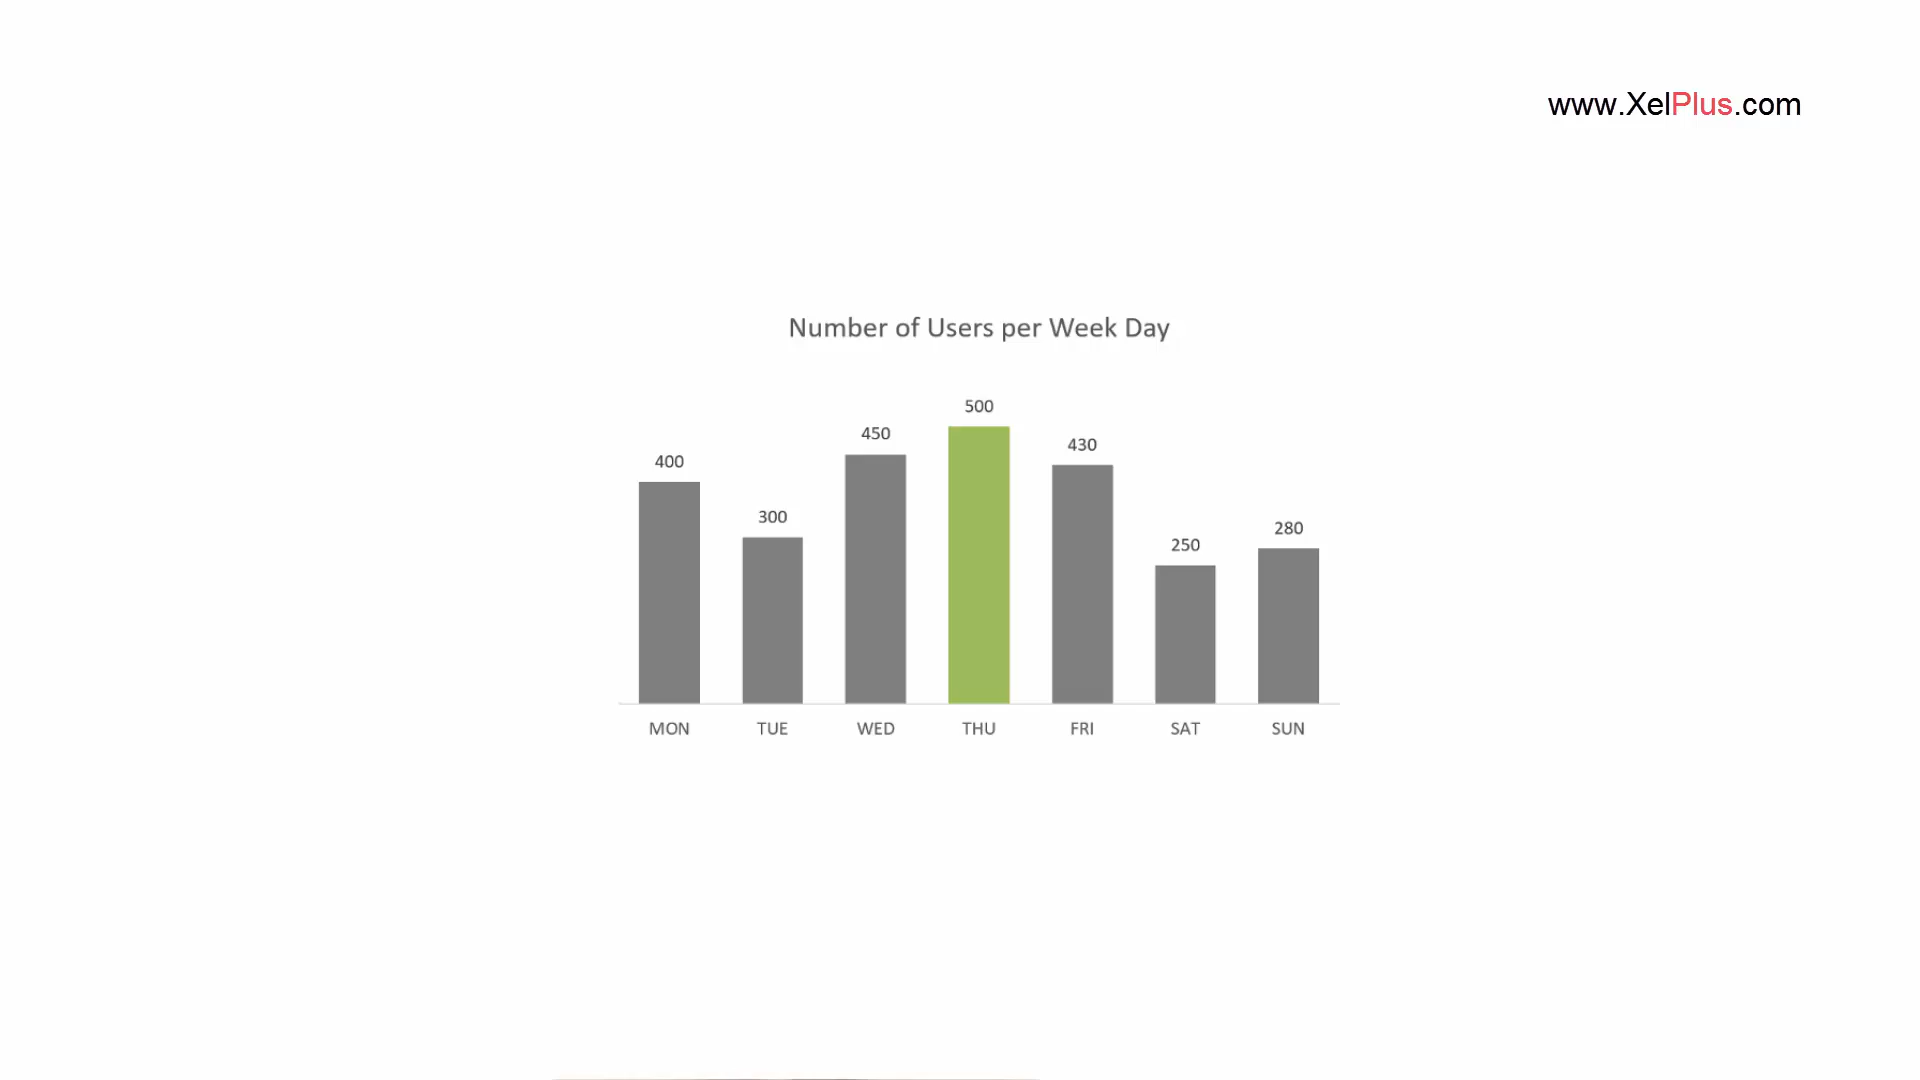 www.XelPlus.com
Number of Users per Week Day
400 300 450 500 430 250 280
MON TUE WED THU FRI SAT SUN